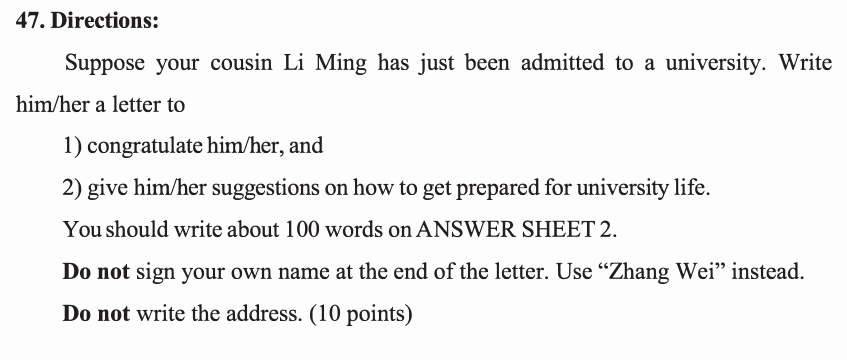 47. Directions:
Suppose your cousin Li Ming has just been admitted to a university. Write
him/her a letter to
1) congratulate him/her, and
2) give him/her suggestions on how to get prepared for university life.
You should write about 100 words on ANSWER SHEET 2.
Do not sign your own name at the end of the letter. Use “Zhang Wei” instead.
Do not write the address. (10 points)